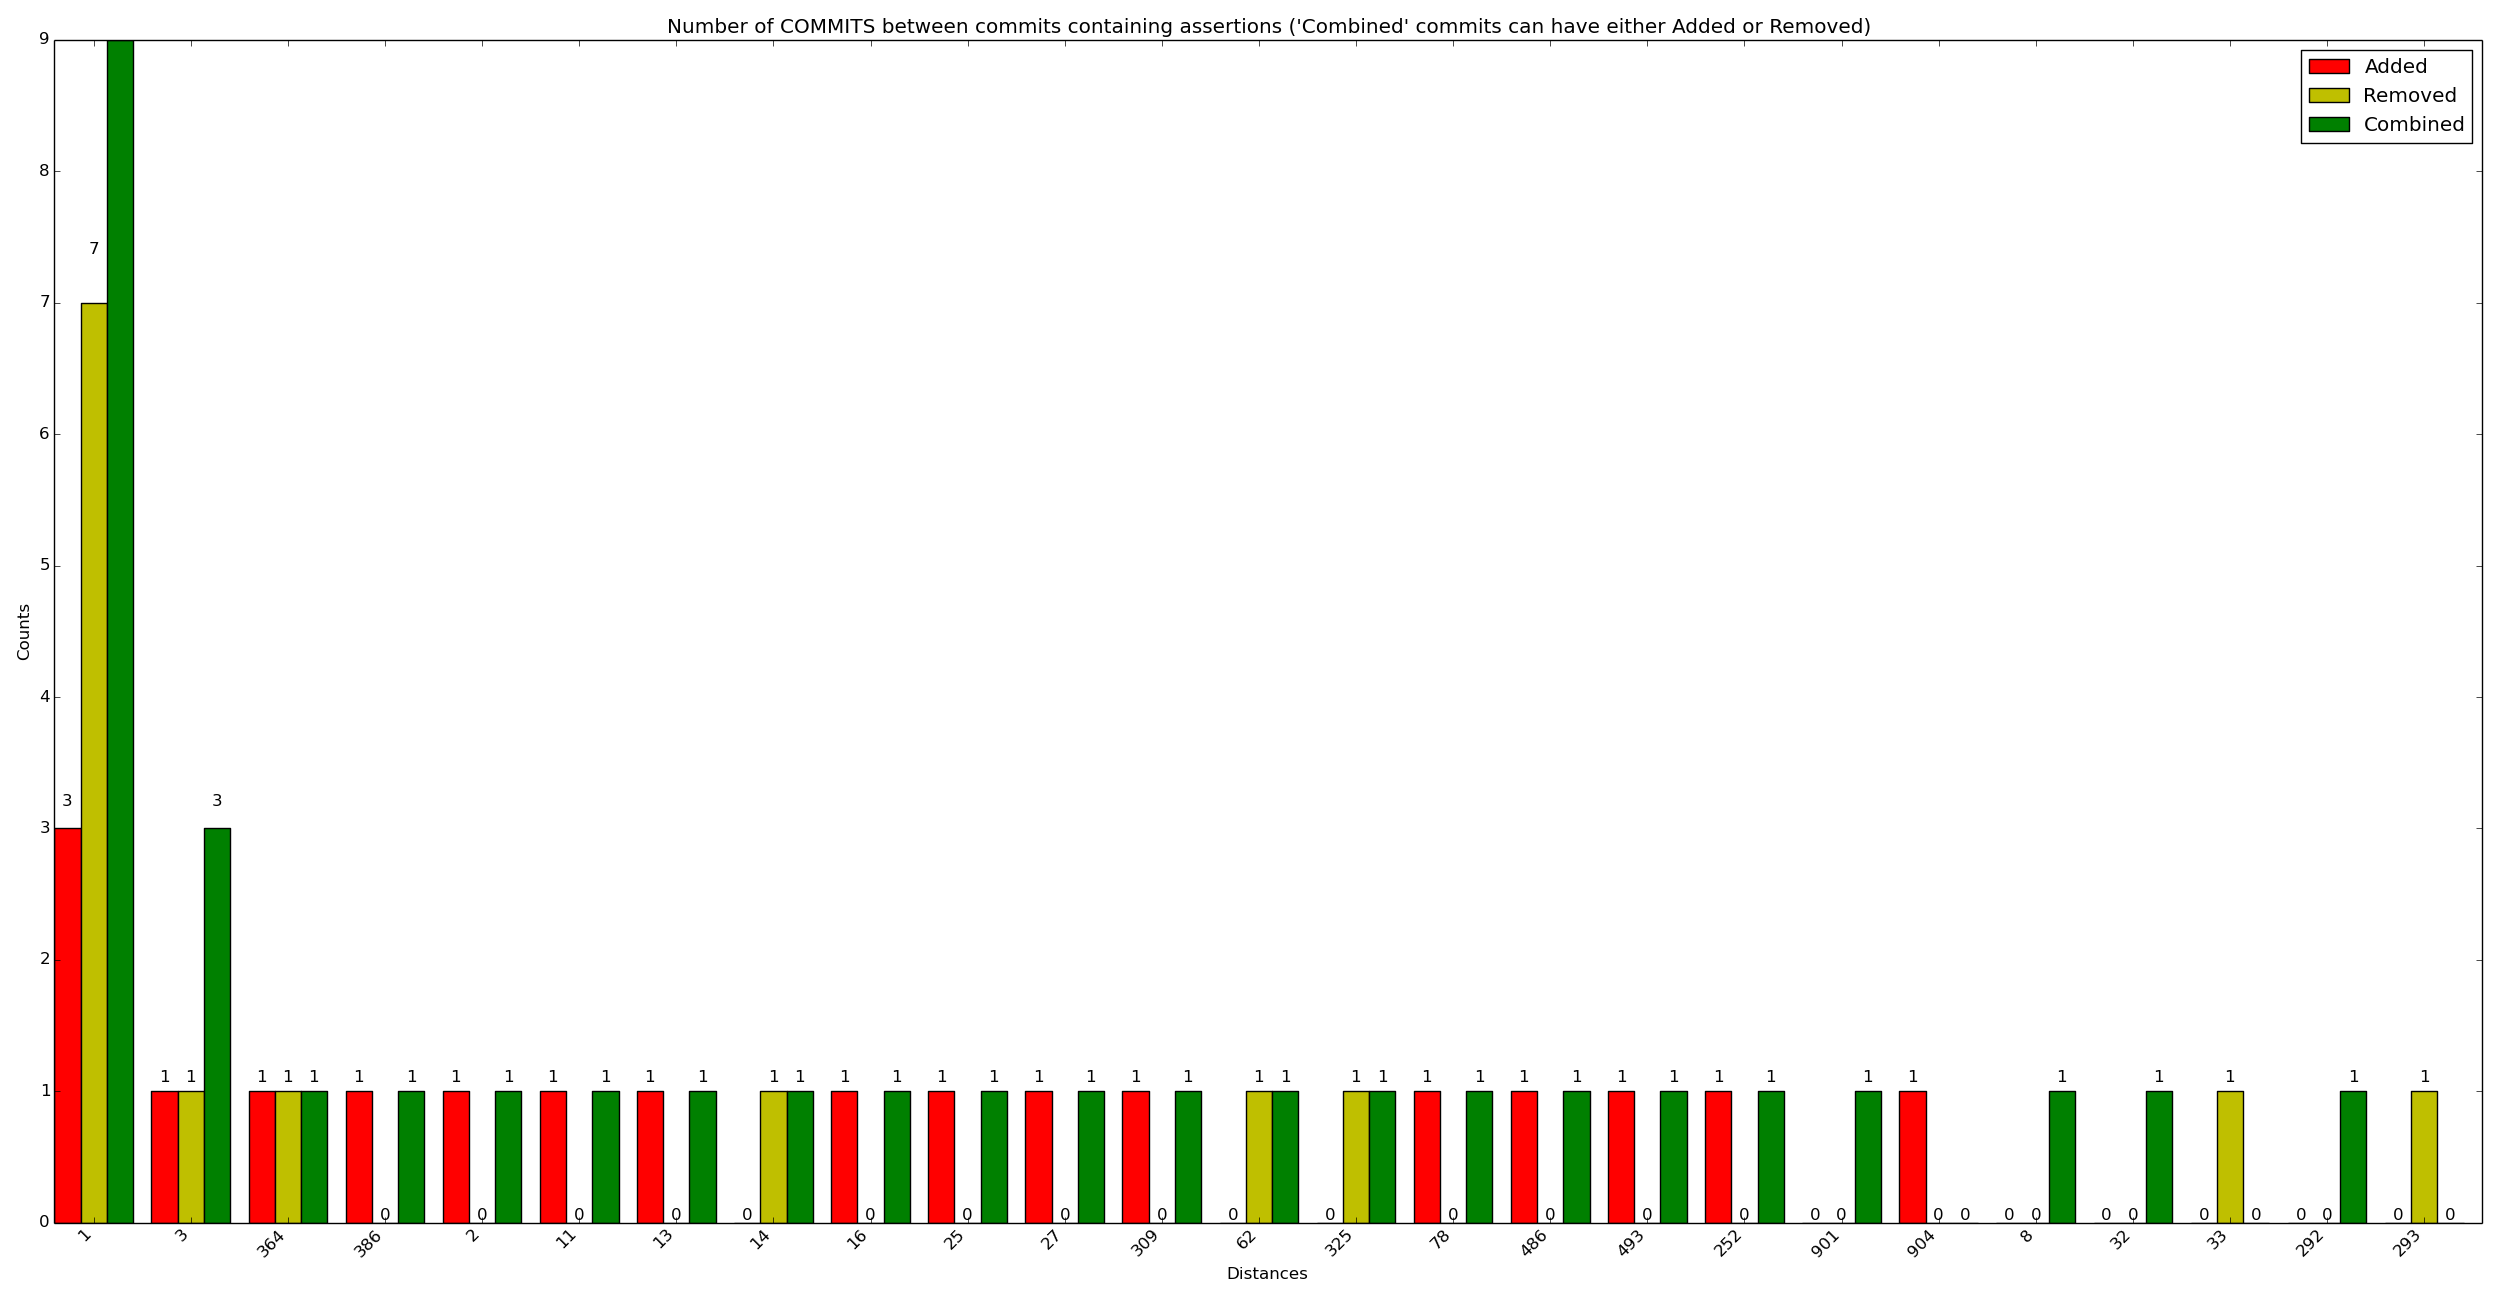 Number of COMMITS between commits containing assertions ('Combined' commits can have either Added or Removed)
Added
Removed
Combined
9
8
7
6
5
4
3
2
1
0
Counts
3 7
1 1 3
1 1 1
1 0 1
1 0 1
1 0 1
1 0 1
0 1 1
1 0 1
1 0 1
1 0 1
1 0 1
0 1 1
0 1 1
1 0 1
1 0 1
1 0 1
1 0 1
0 0 1
1 0 0
0 0 1
0 0 1
0 1 0
0 0 1
0 1 0
1 3 364 386 2 11 13 14 16 25 27 309 62 325 78 486 493 252 901 904 8 32 33 292 293
Distances